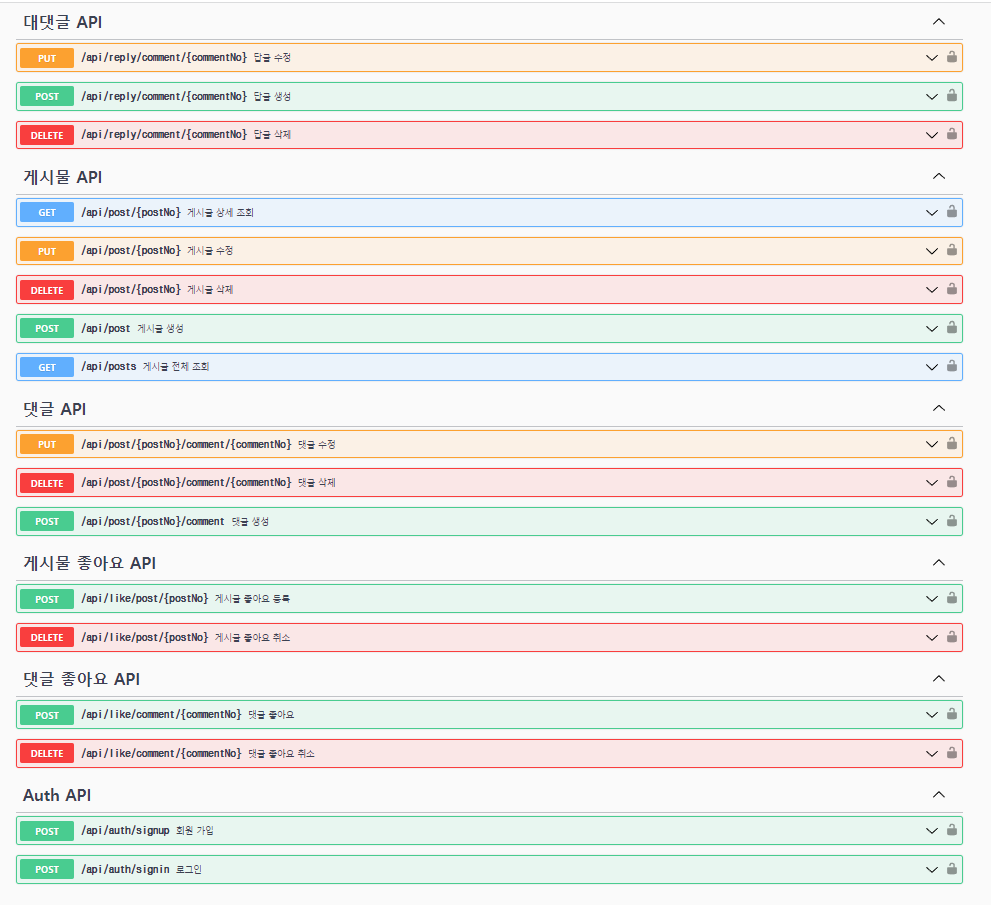 대댓글 API
PUT /api/reply/comment/{commentNo} 답글 수정
POST /api/reply/comment/{commentNo} 답글 생성
DELETE /api/reply/comment/{commentNo} 답글 삭제
게시물 API
GET /api/post/{postNo} 게시글 상세 조회
PUT /api/post/{postNo} 게시글 수정
DELETE /api/post/{postNo} 게시글 삭제
POST /api/post 게시글 생성
GET /api/posts 게시글 전체 조회
댓글 API
PUT /api/post/{postNo}/comment/{commentNo} 댓글 수정
DELETE /api/post/{postNo}/comment/{commentNo} 댓글 삭제
POST /api/post/{postNo}/comment 댓글 생성
게시물 좋아요 API
POST /api/like/post/{postNo} 게시글 좋아요 등록
DELETE /api/like/post/{postNo} 게시글 좋아요 취소
댓글 좋아요 API
POST /api/like/comment/{commentNo} 댓글 좋아요
DELETE /api/like/comment/{commentNo} 댓글 좋아요 취소
Auth API
POST /api/auth/signup 회원 가입
POST /api/auth/signin 로그인